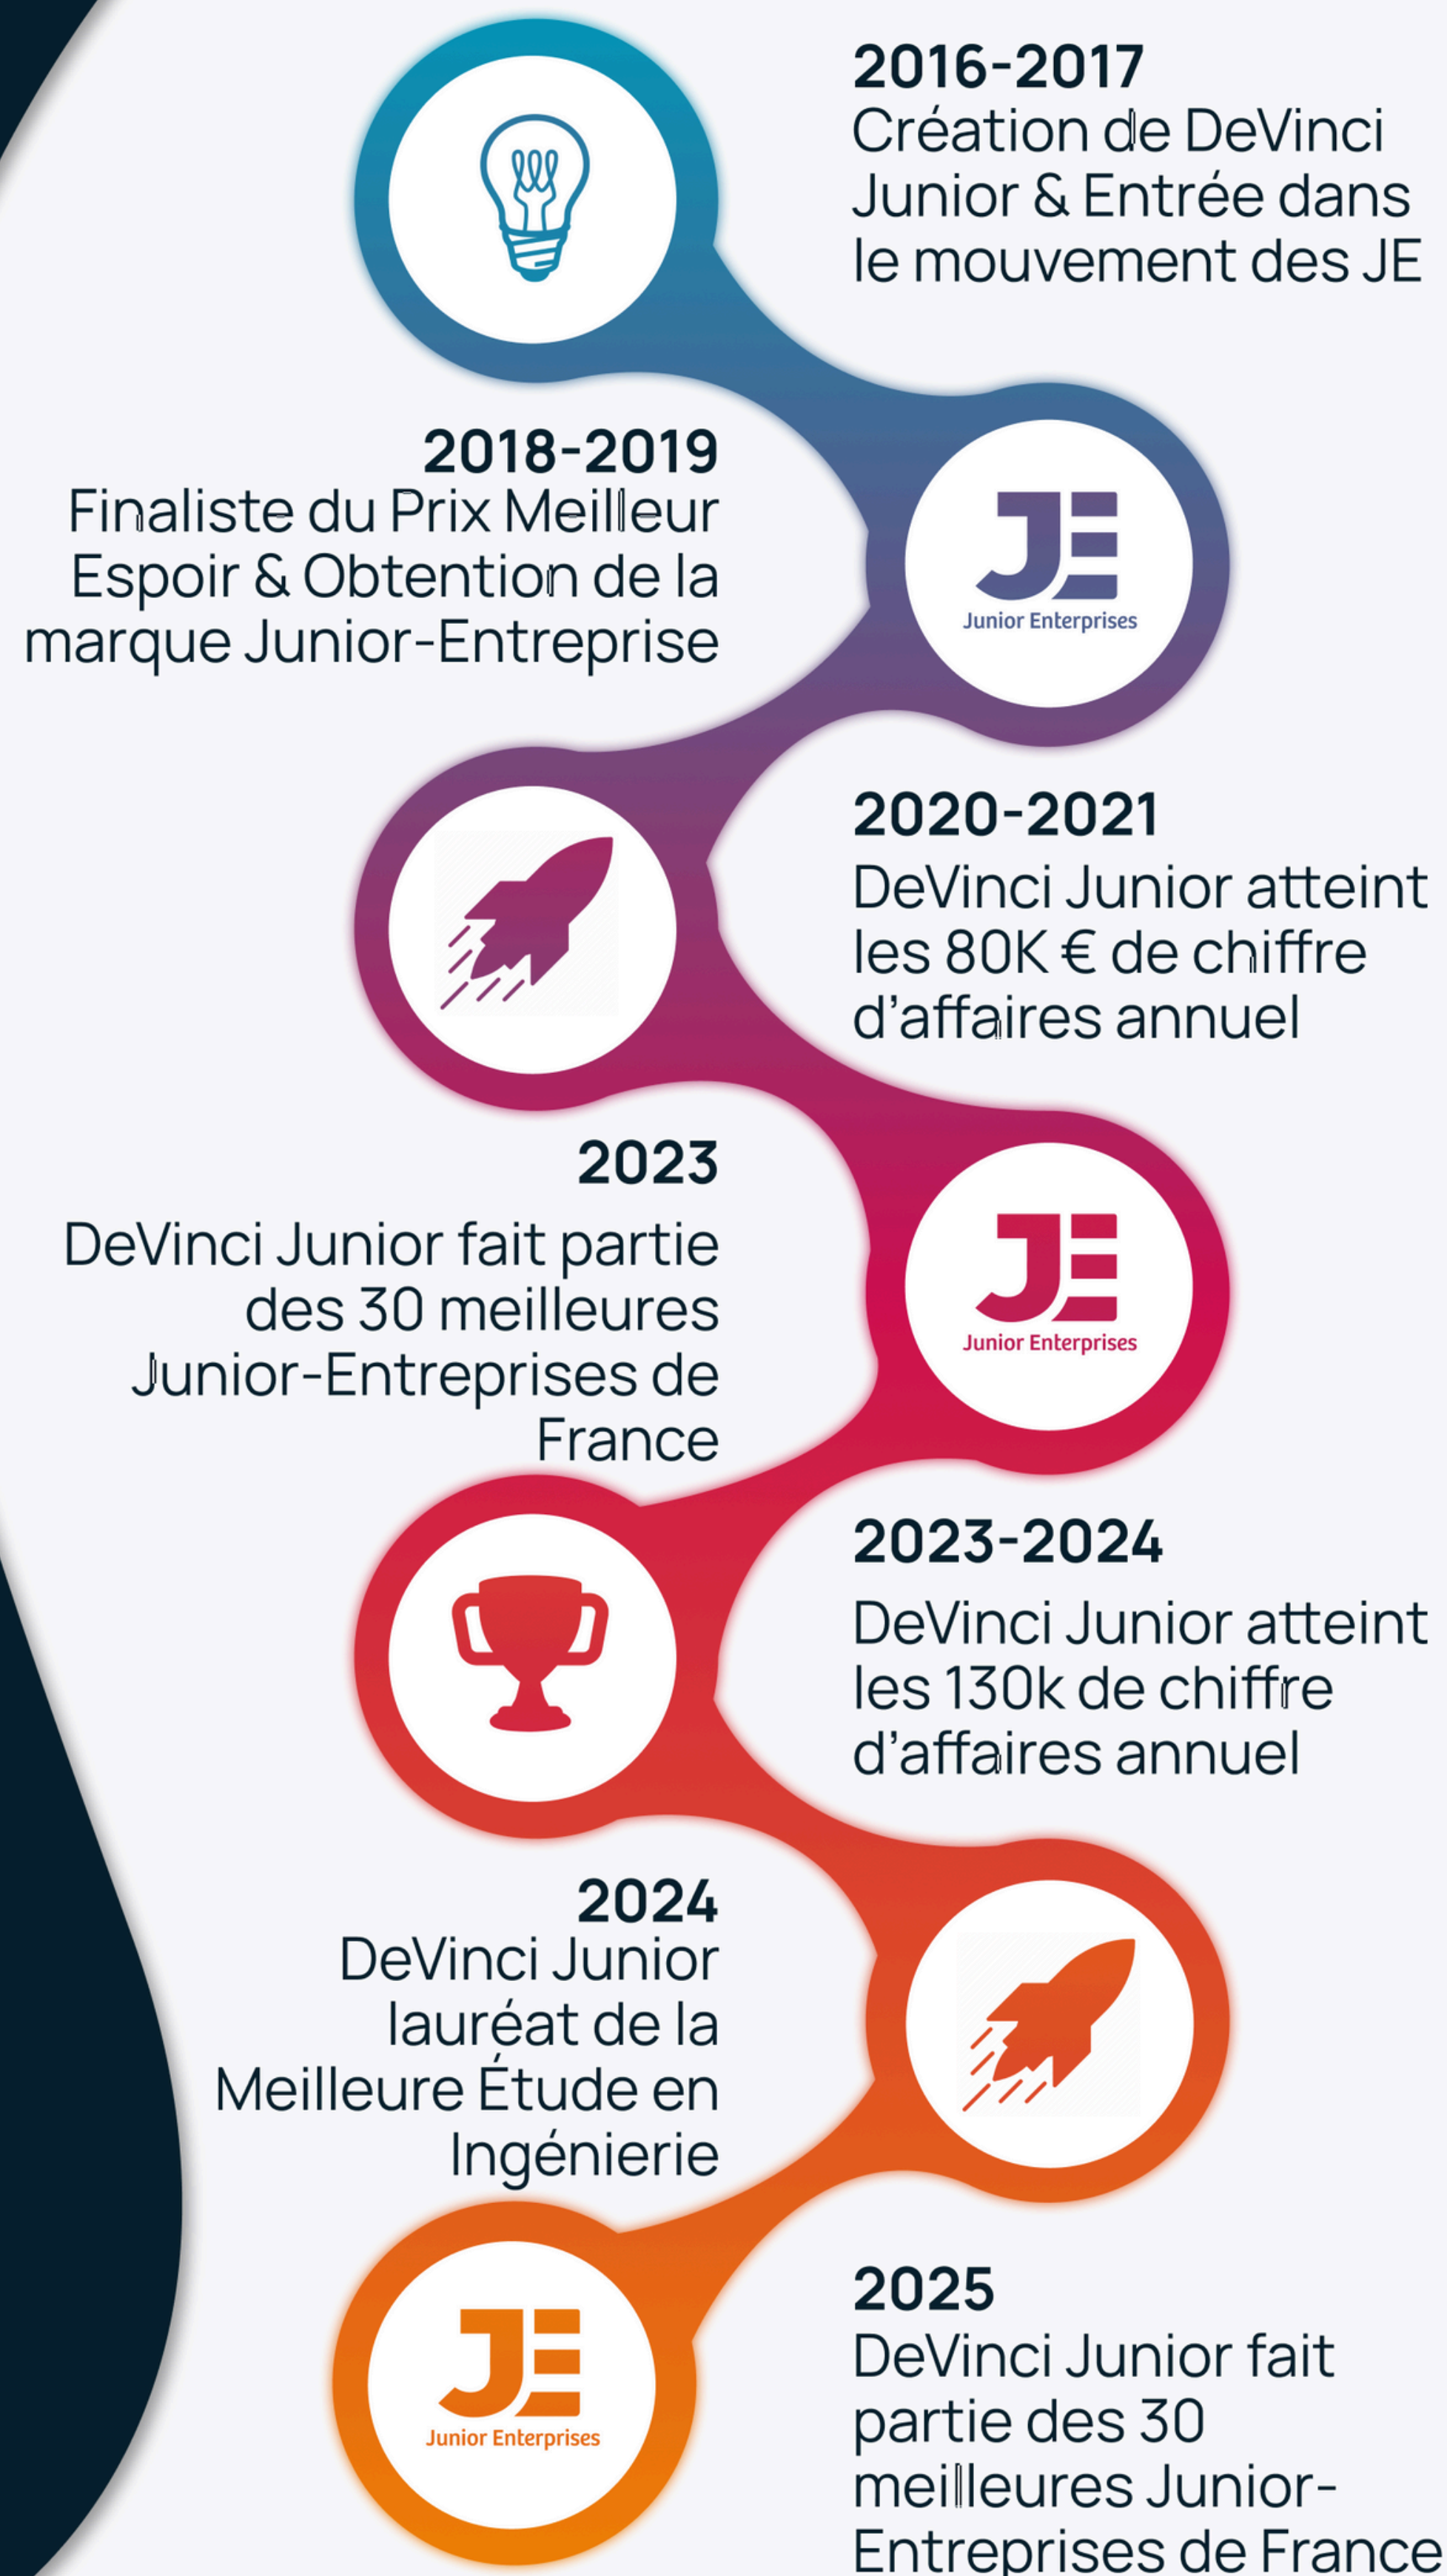 2016-2017
Création de DeVinci
Junior & Entrée dans
le mouvement des JE
2018-2019
Finaliste du Prix Meilleur
Espoir & Obtention de la
marque Junior-Entreprise
JE
Junior Enterprises
2020-2021
DeVinci Junior atteint
les 80K € de chiffre
d’affaires annuel
2023
DeVinci Junior fait partie
des 30 meilleures
Junior-Entreprises de
France
JE
Junior Enterprises
2023-2024
DeVinci Junior atteint
les 130k de chiffre
d’affaires annuel
2024
DeVinci Junior
lauréat de la
Meilleure Étude en
Ingénierie
JE
Junior Enterprises
2025
DeVinci Junior fait
partie des 30
meilleures Junior-
Entreprises de France